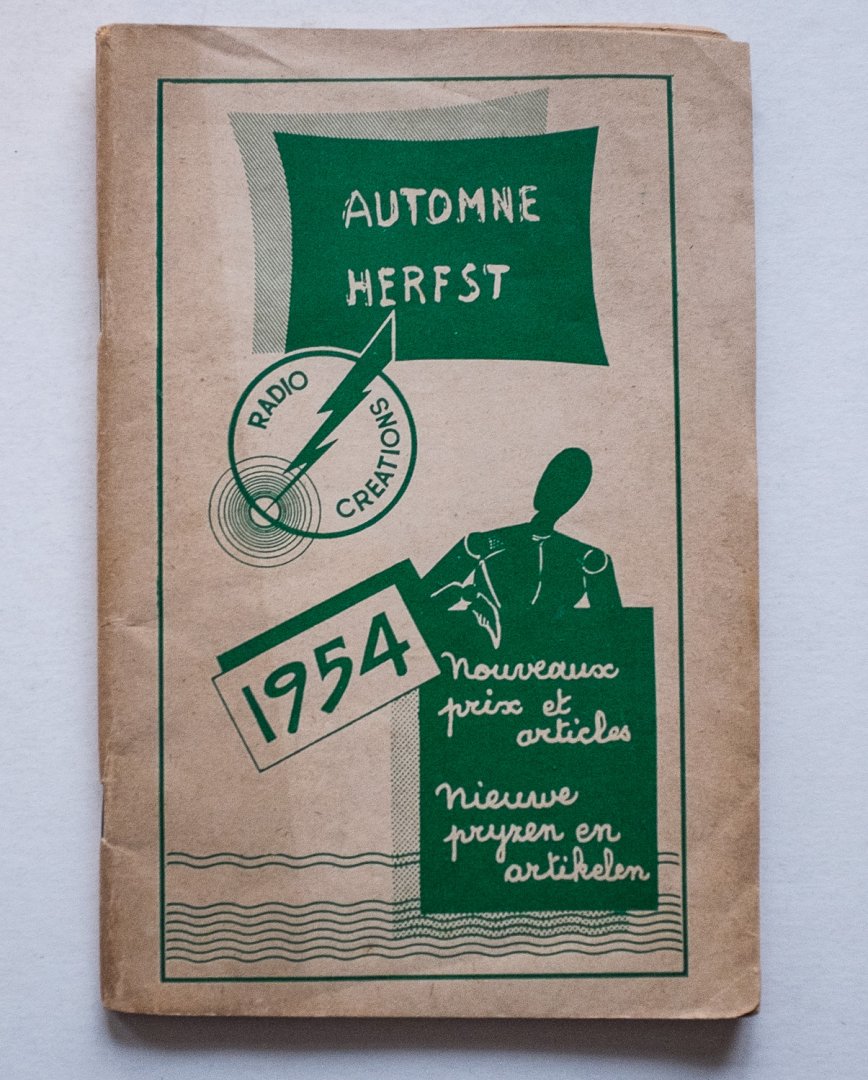 AUTOMNE
HERFST
RADIO
CREATIONS
1954
nouveaux
prix et
articles
nieuwe
pryzen en
artikelen